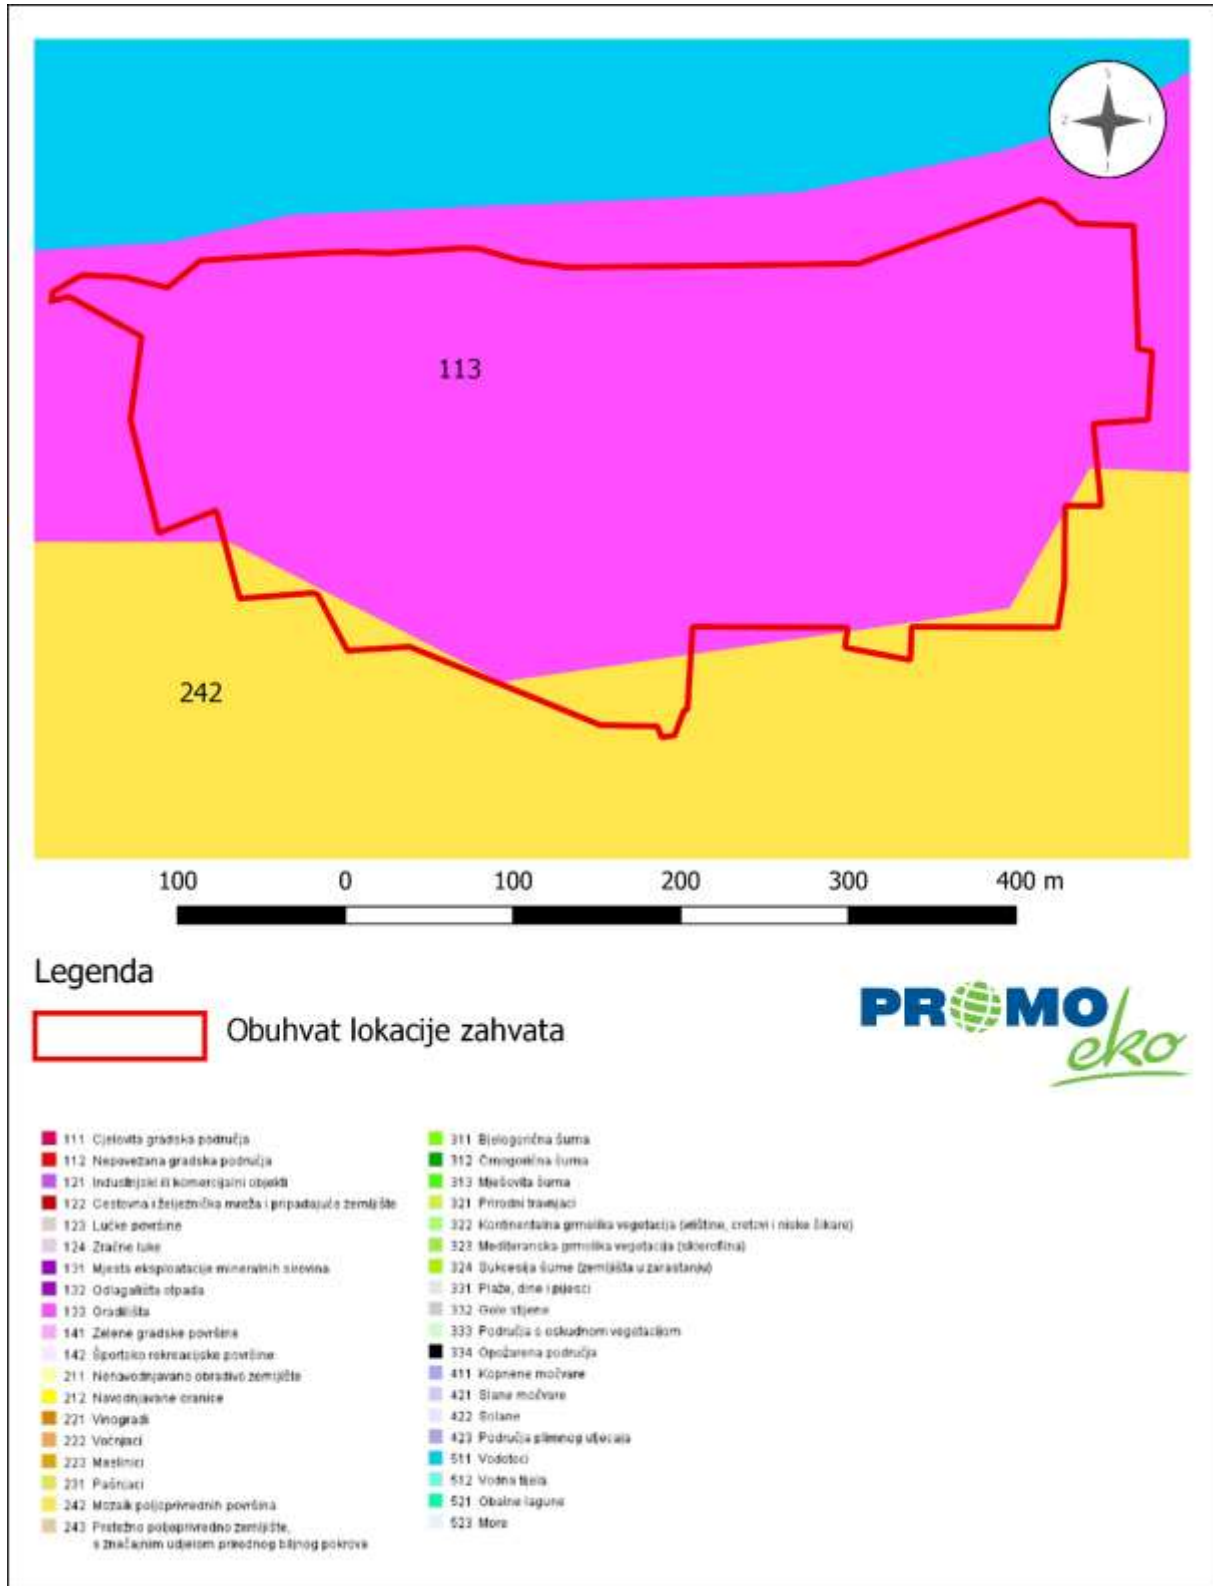 S
Z I
J
113
242
100 0 100 200 300 400 m
Legenda
Obuhvat lokacije zahvata
PROMO
eko
111 Cjelovita gradska područja
112 Nepovezana gradska područja
121 Industrijski ili komercijalni objekti
122 Cestovna i željeznička mreža i pripadajuće zemljište
123 Lučke površine
124 Zračne luke
131 Mjesta eksploatacije mineralnih sirovina
132 Odlagališta otpada
133 Gradilišta
141 Zelene gradske površine
142 Športsko rekreacijske površine
211 Nenavodnjavano obradivo zemljište
212 Navodnjavane oranice
221 Vinogradi
222 Voćnjaci
223 Maslinici
231 Pašnjaci
242 Mozaik poljoprivrednih površina
243 Pretežno poljoprivredno zemljište,
s značajnim udjelom prirodnog biljnog pokrova
311 Bjelogorična šuma
312 Crnogorična šuma
313 Mješovita šuma
321 Prirodni travnjaci
322 Kontinentalna grmolika vegetacija (vrištine, cretovi i niske šikare)
323 Mediteranska grmolika vegetacija (sklerofilna)
324 Sukcesija šume (zemljišta u zarastanju)
331 Plaže, dine i pijesci
332 Gole stijene
333 Područja s oskudnom vegetacijom
334 Opožarena područja
411 Kopnene močvare
421 Slane močvare
422 Solane
423 Područja plimnog utjecaja
511 Vodotoci
512 Vodna tijela
521 Obalne lagune
523 More